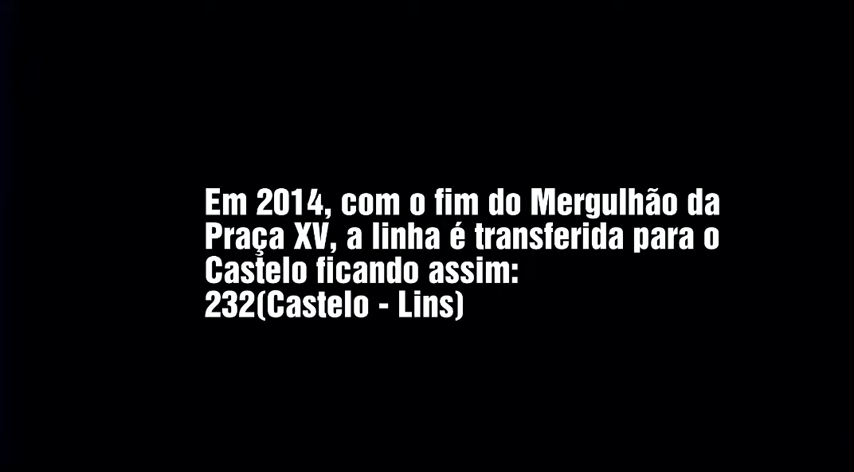 Em 2014, com o fim do Mergulhão da
Praça XV, a linha é transferida para o
Castelo ficando assim:
232(Castelo - Lins)